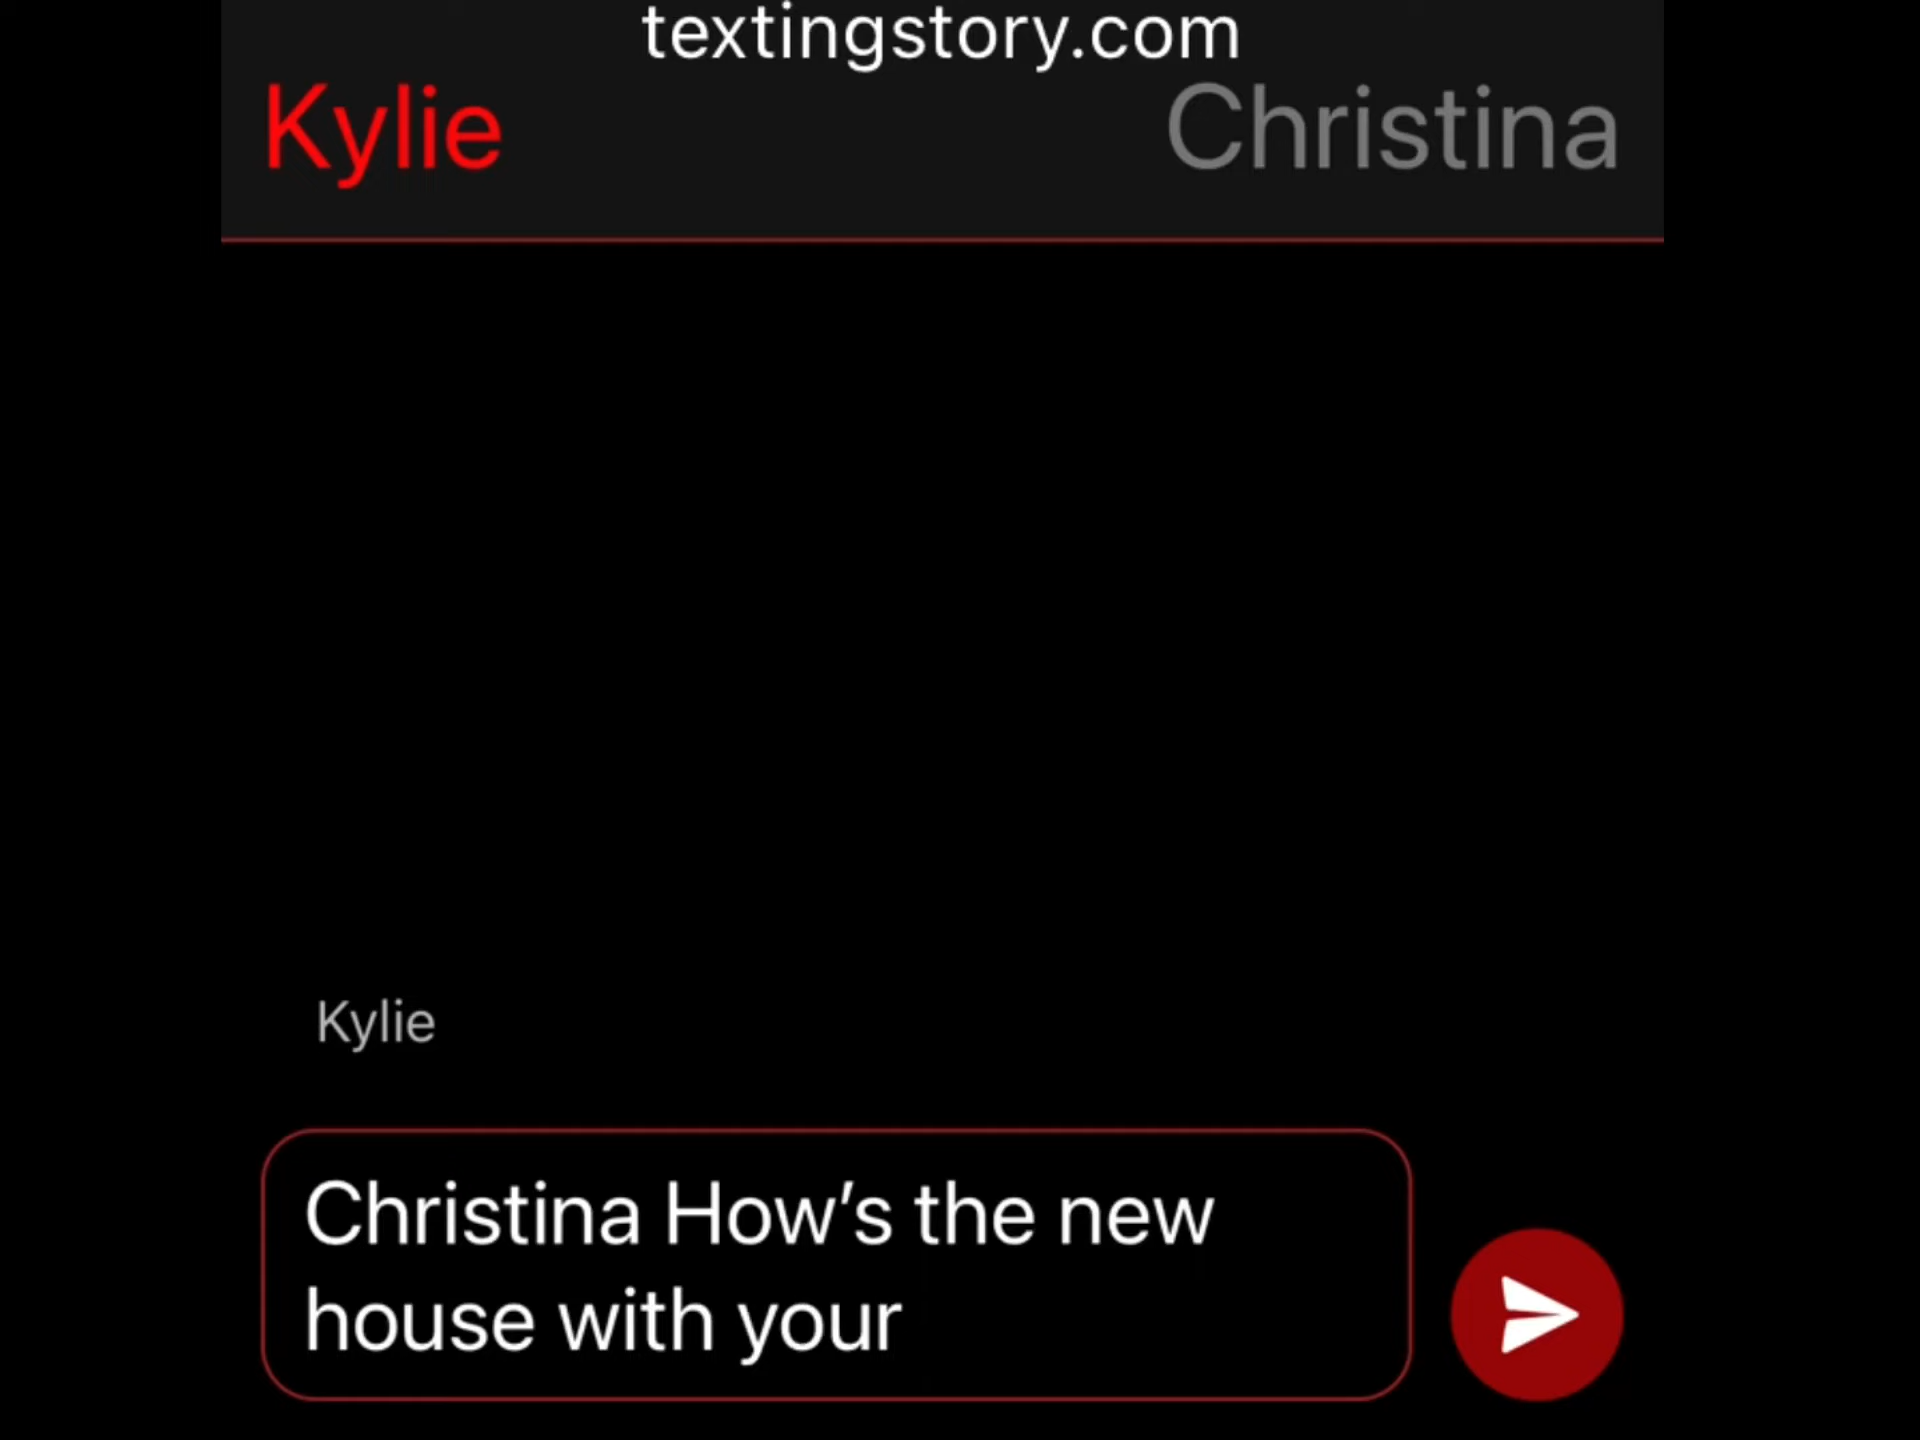 textingstory.com
Kylie Christina
Kylie
Christina How’s the new
house with your